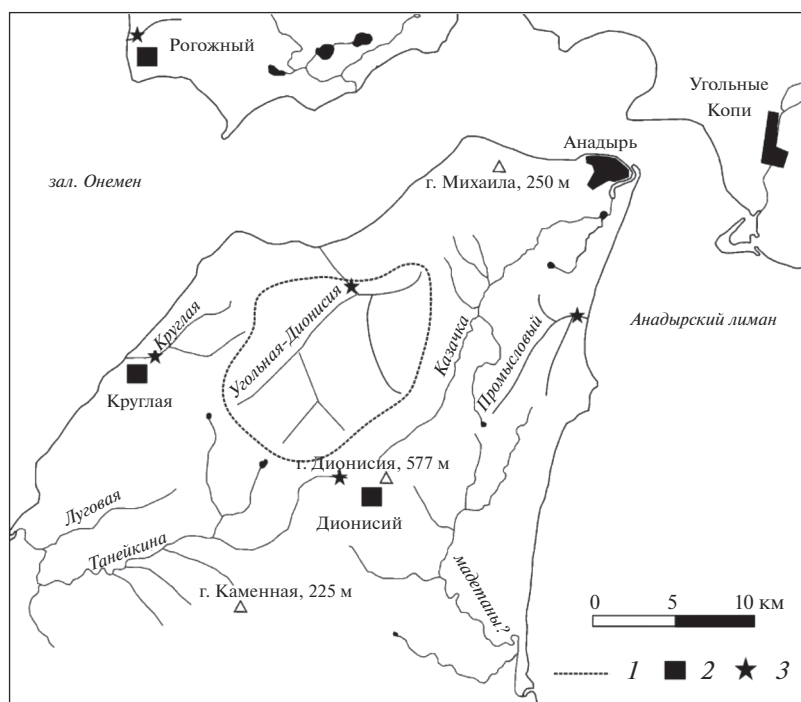 Рогожный
Угольные
Копи
Анадырь
зал. Онемен
г. Михаила, 250 м
Анадырский лиман
Круглая
Угольная-Дионисия
Казачка
Промысловый
Круглая
г. Дионисия, 577 м
Дионисий
Луговая
Танейкина
г. Каменная, 225 м
мадетаны?
0 5 10 км
1 2 3